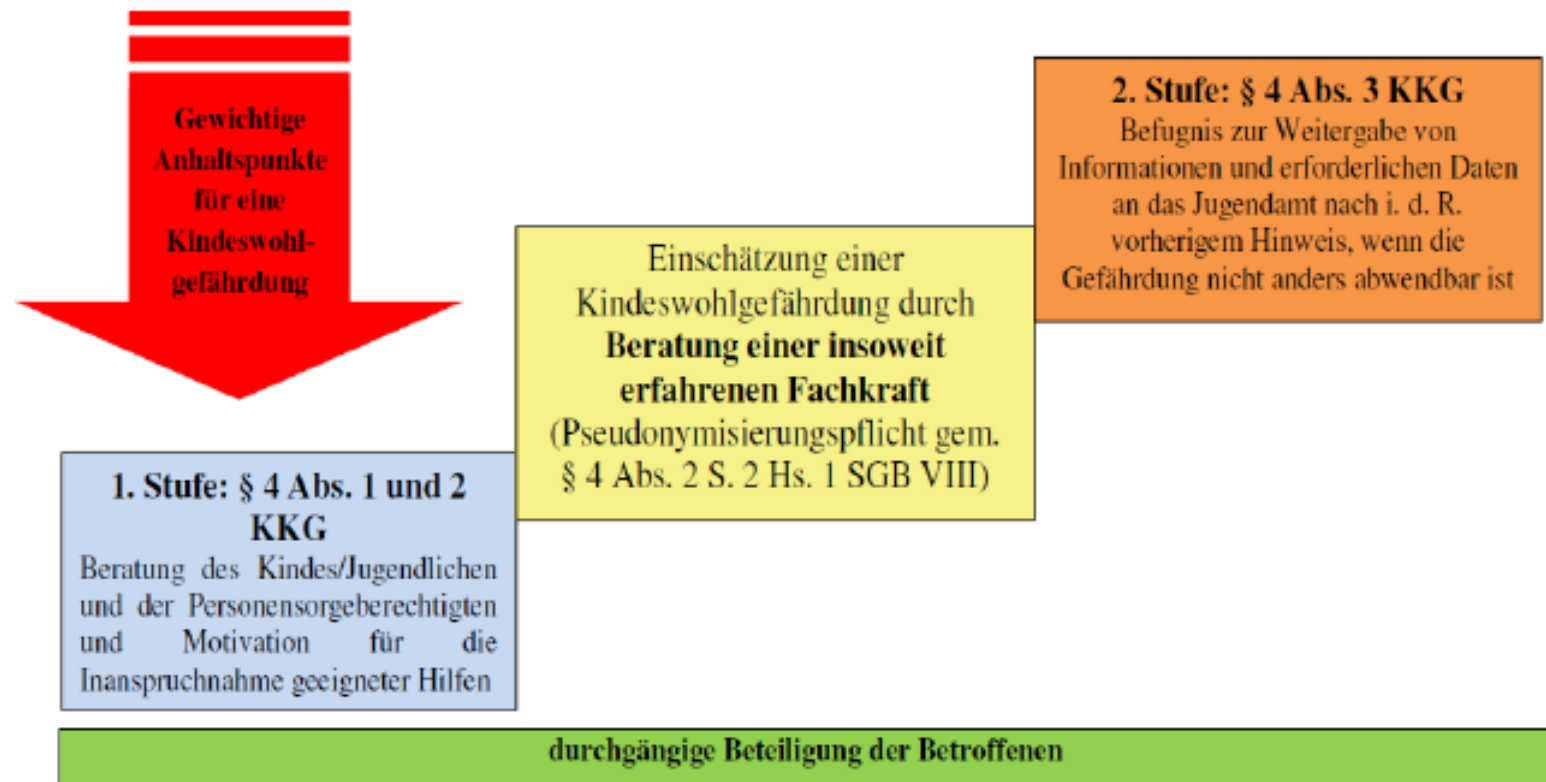 Gewichtige
Anhaltspunkte
für eine
Kindeswohl-
gefährdung
1. Stufe: § 4 Abs. 1 und 2
KKG
Beratung des Kindes/Jugendlichen
und der Personensorgeberechtigten
und Motivation für die
Inanspruchnahme geeigneter Hilfen
Einschätzung einer
Kindeswohlgefährdung durch
Beratung einer insoweit
erfahrenen Fachkraft
(Pseudonymisierungspflicht gem.
§ 4 Abs. 2 S. 2 Hs. 1 SGB VIII)
2. Stufe: § 4 Abs. 3 KKG
Befugnis zur Weitergabe von
Informationen und erforderlichen Daten
an das Jugendamt nach i. d. R.
vorherigem Hinweis, wenn die
Gefährdung nicht anders abwendbar ist
durchgängige Beteiligung der Betroffenen